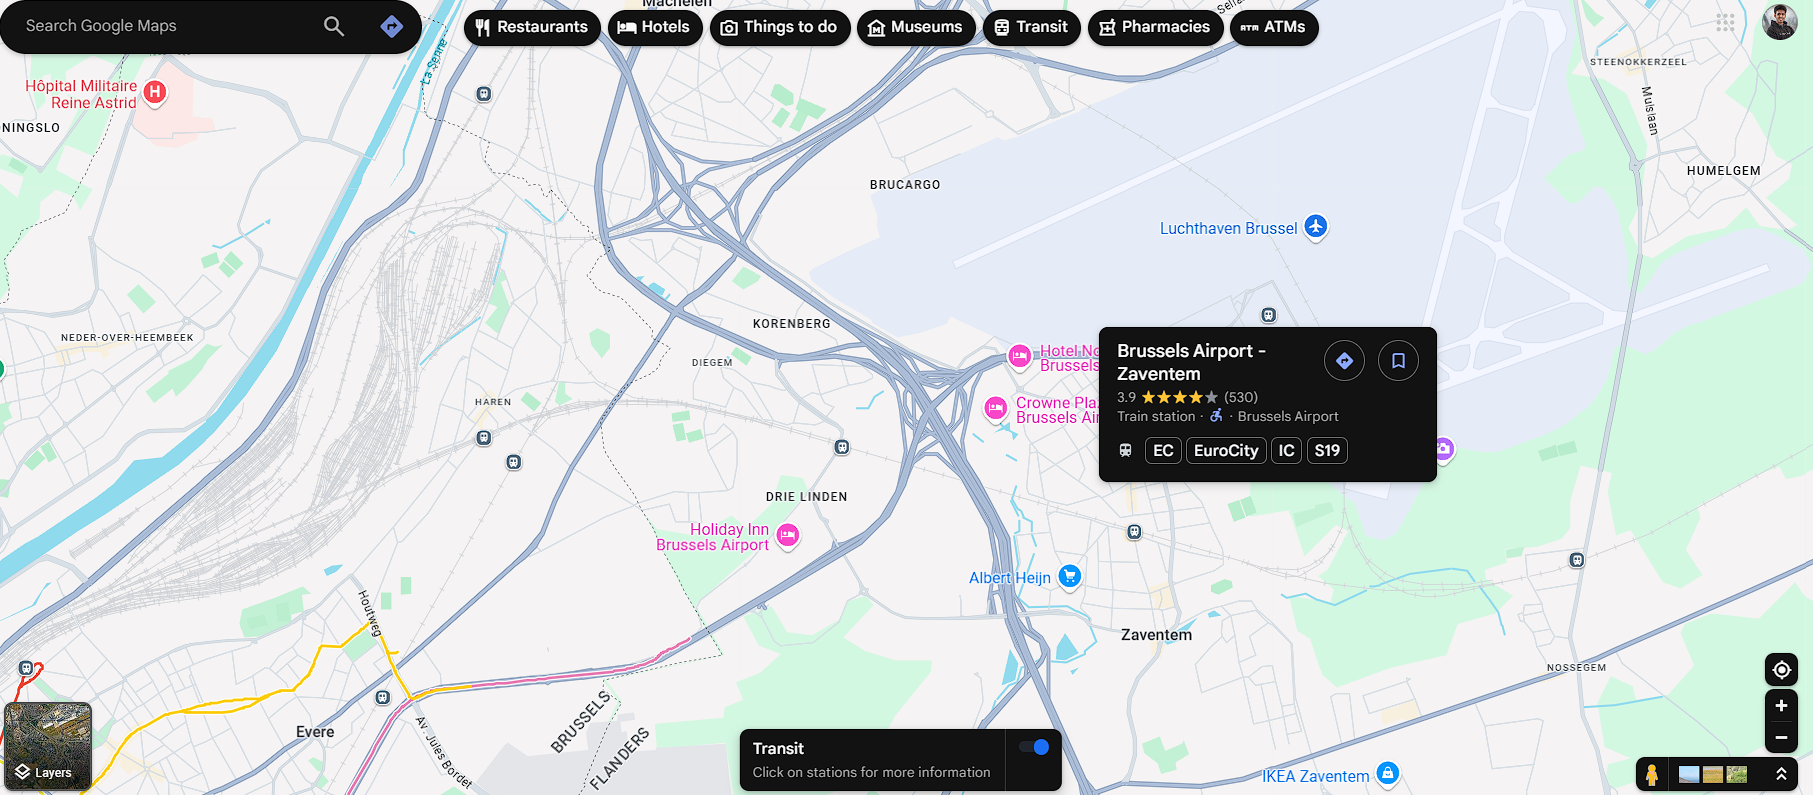 Search Google Maps
Restaurants
Hotels
Things to do
Museums
Transit
Pharmacies
ATM
ATMs
Machelen
La Senne
STEENOKKERZEEL
Mulslaan
Hôpital Militaire
Reine Astrid
H
NINGSLO
HUMELGEM
BRUCARGO
Luchthaven Brussel
NEDER-OVER-HEEMBEEK
KORENBERG
DIEGEM
HAREN
Hotel No
Brussels
Crowne Pla
Brussels Air
Brussels Airport -
Zaventem
3.9 (530)
Train station · · Brussels Airport
EC
EuroCity
IC
S19
DRIE LINDEN
Holiday Inn
Brussels Airport
Albert Heijn
Houtweg
Zaventem
NOSSEGEM
Evere
Av. Jules Bordet
BRUSSELS
FLANDERS
Layers
Transit
Click on stations for more information
IKEA Zaventem